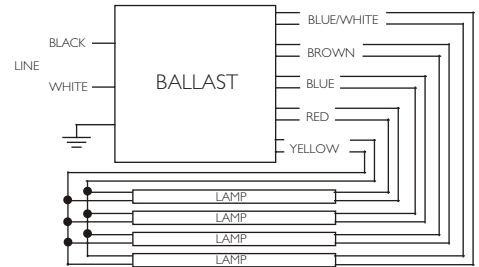 BLUE/WHITE
BLACK
BROWN
LINE
BALLAST
WHITE
BLUE
RED
YELLOW
LAMP
LAMP
LAMP
LAMP